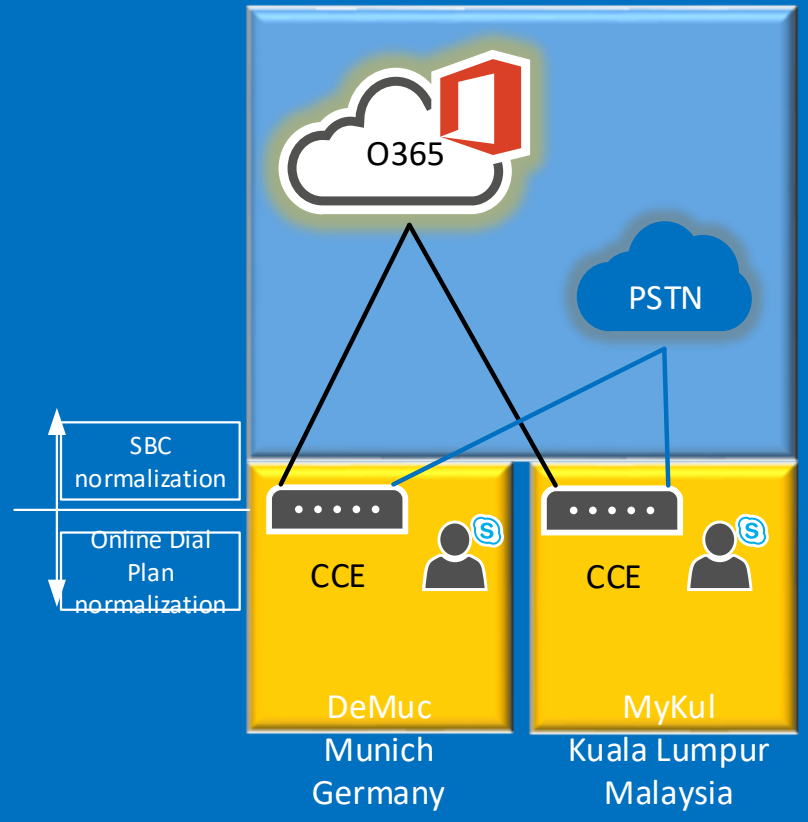 O365
PSTN
SBC
normalization
Online Dial
Plan
normalization
CCE
S
CCE
S
DeMuc
Munich
Germany
MyKul
Kuala Lumpur
Malaysia